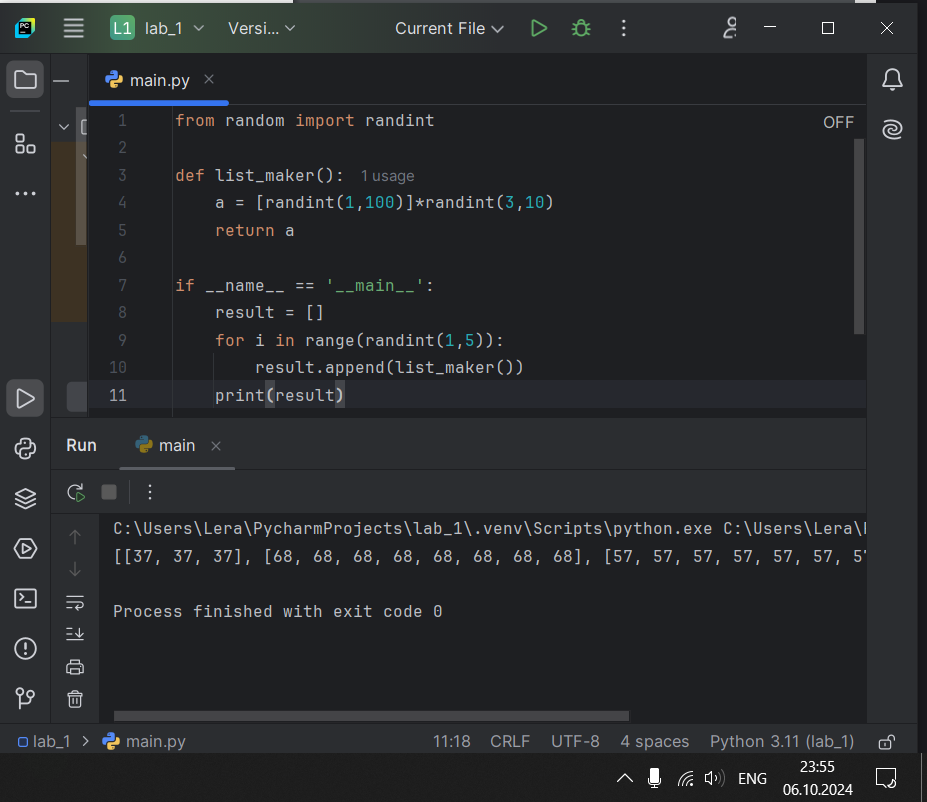 PC L1 lab_1 Versi... Current File
main.py
OFF
1 from random import randint
2
3 def list_maker(): 1 usage
4 a = [randint(1,100)]*randint(3,10)
5 return a
6
7 if __name__ == '__main__':
8 result = []
9 for i in range(randint(1,5)):
10 result.append(list_maker())
11 print(result)
Run main
C:\Users\Lera\PycharmProjects\lab_1\.venv\Scripts\python.exe C:\Users\Lera\
[[37, 37, 37], [68, 68, 68, 68, 68, 68, 68, 68], [57, 57, 57, 57, 57, 57, 57
Process finished with exit code 0
lab_1 > main.py 11:18 CRLF UTF-8 4 spaces Python 3.11 (lab_1)
ENG
23:55
06.10.2024